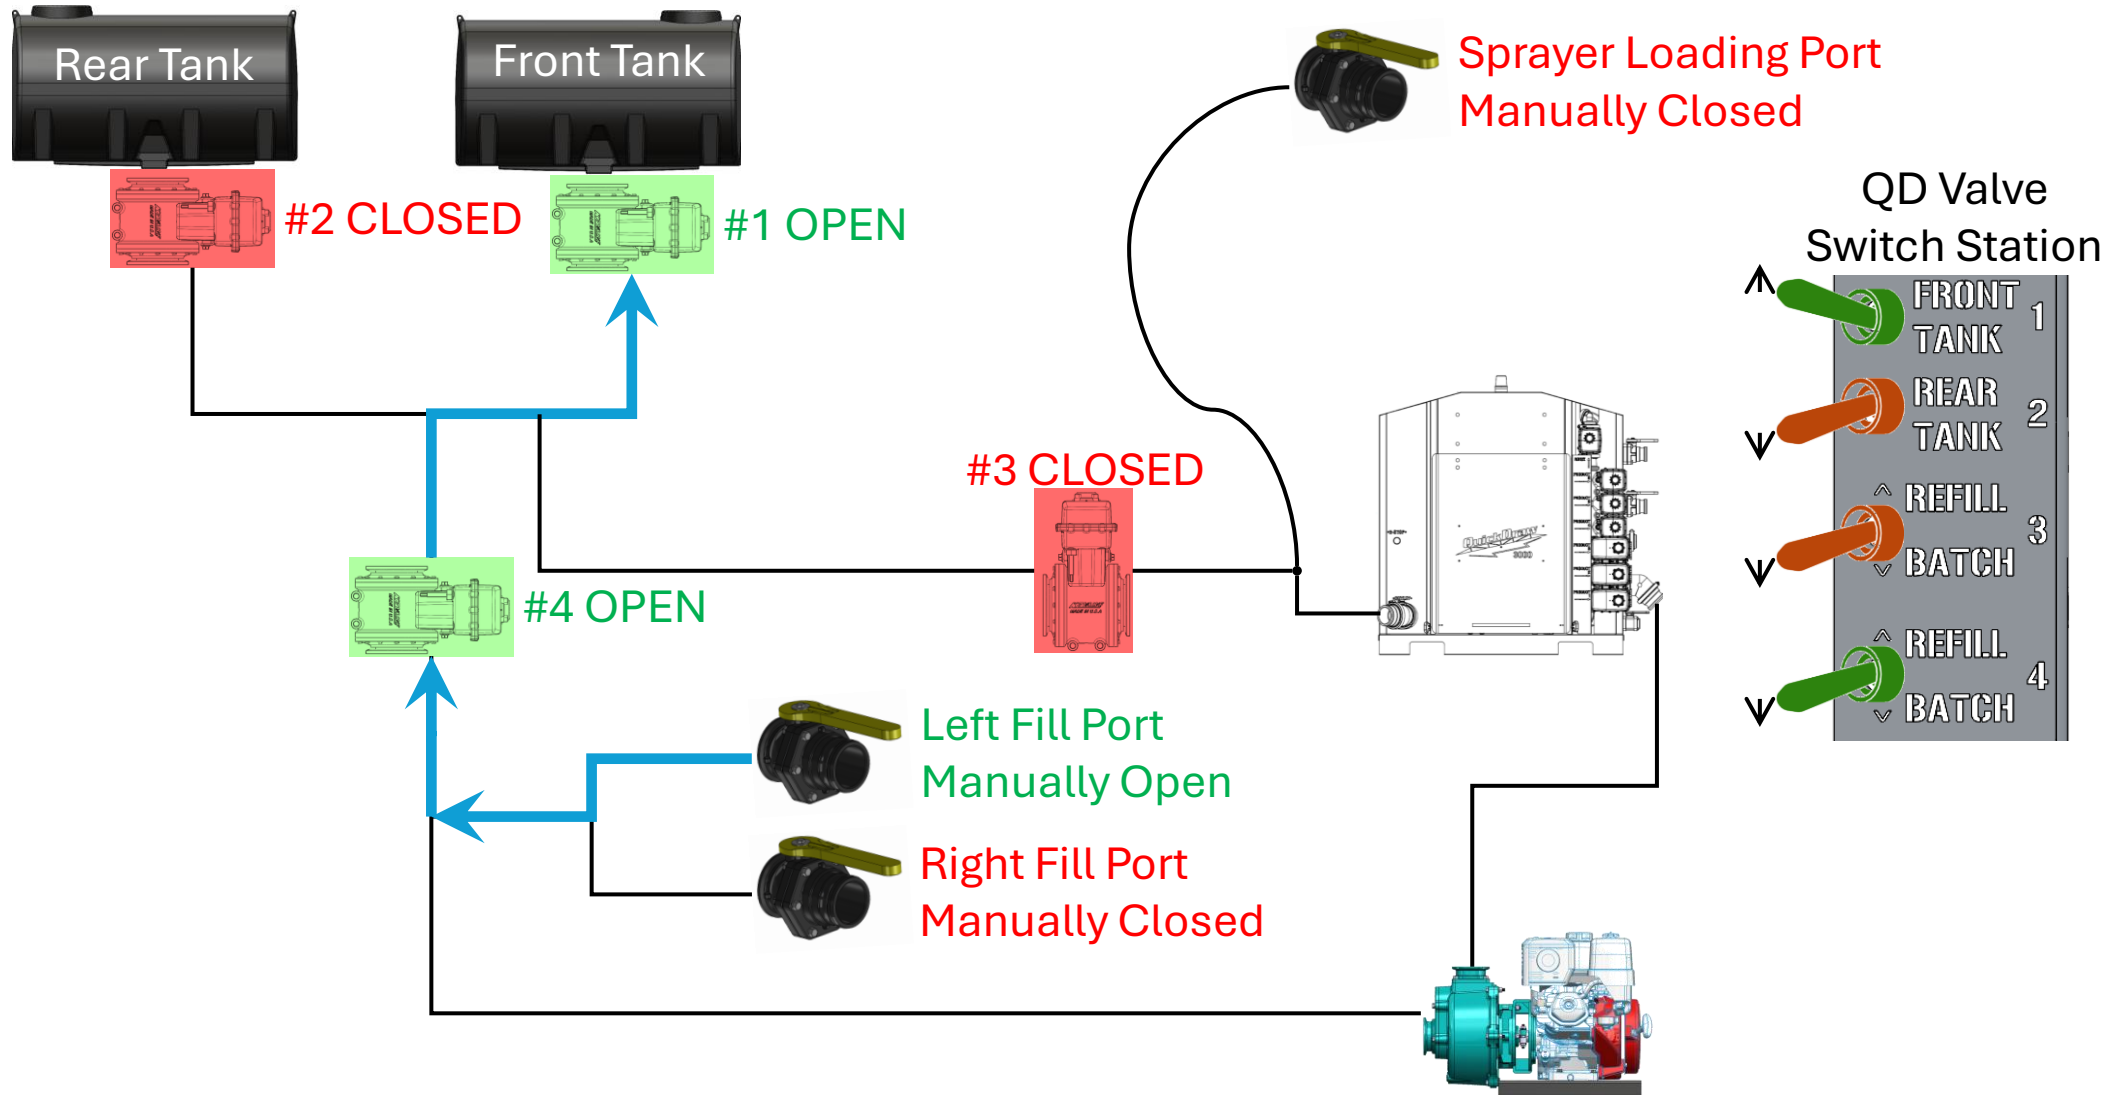 Rear Tank
Front Tank
Sprayer Loading Port
Manually Closed
#2 CLOSED
#1 OPEN
QD Valve
Switch Station
FRONT
TANK
1
REAR
TANK
2
#3 CLOSED
REFILL
BATCH
3
QuickDraw
3000
#4 OPEN
REFILL
BATCH
4
Left Fill Port
Manually Open
Right Fill Port
Manually Closed